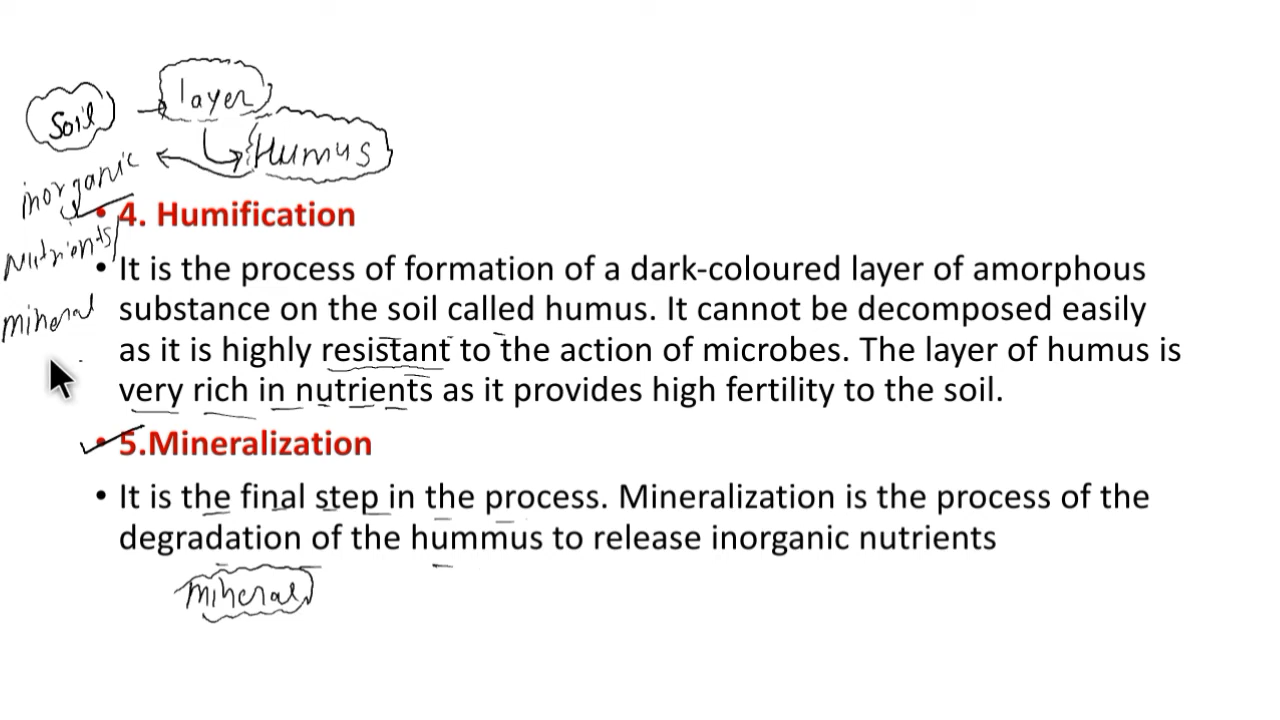 layer
Soil
Humus
inorganic
• 4. Humification
Nutrients
• It is the process of formation of a dark-coloured layer of amorphous
substance on the soil called humus. It cannot be decomposed easily
mineral
as it is highly resistant to the action of microbes. The layer of humus is
very rich in nutrients as it provides high fertility to the soil.
• 5.Mineralization
• It is the final step in the process. Mineralization is the process of the
degradation of the hummus to release inorganic nutrients
mineral